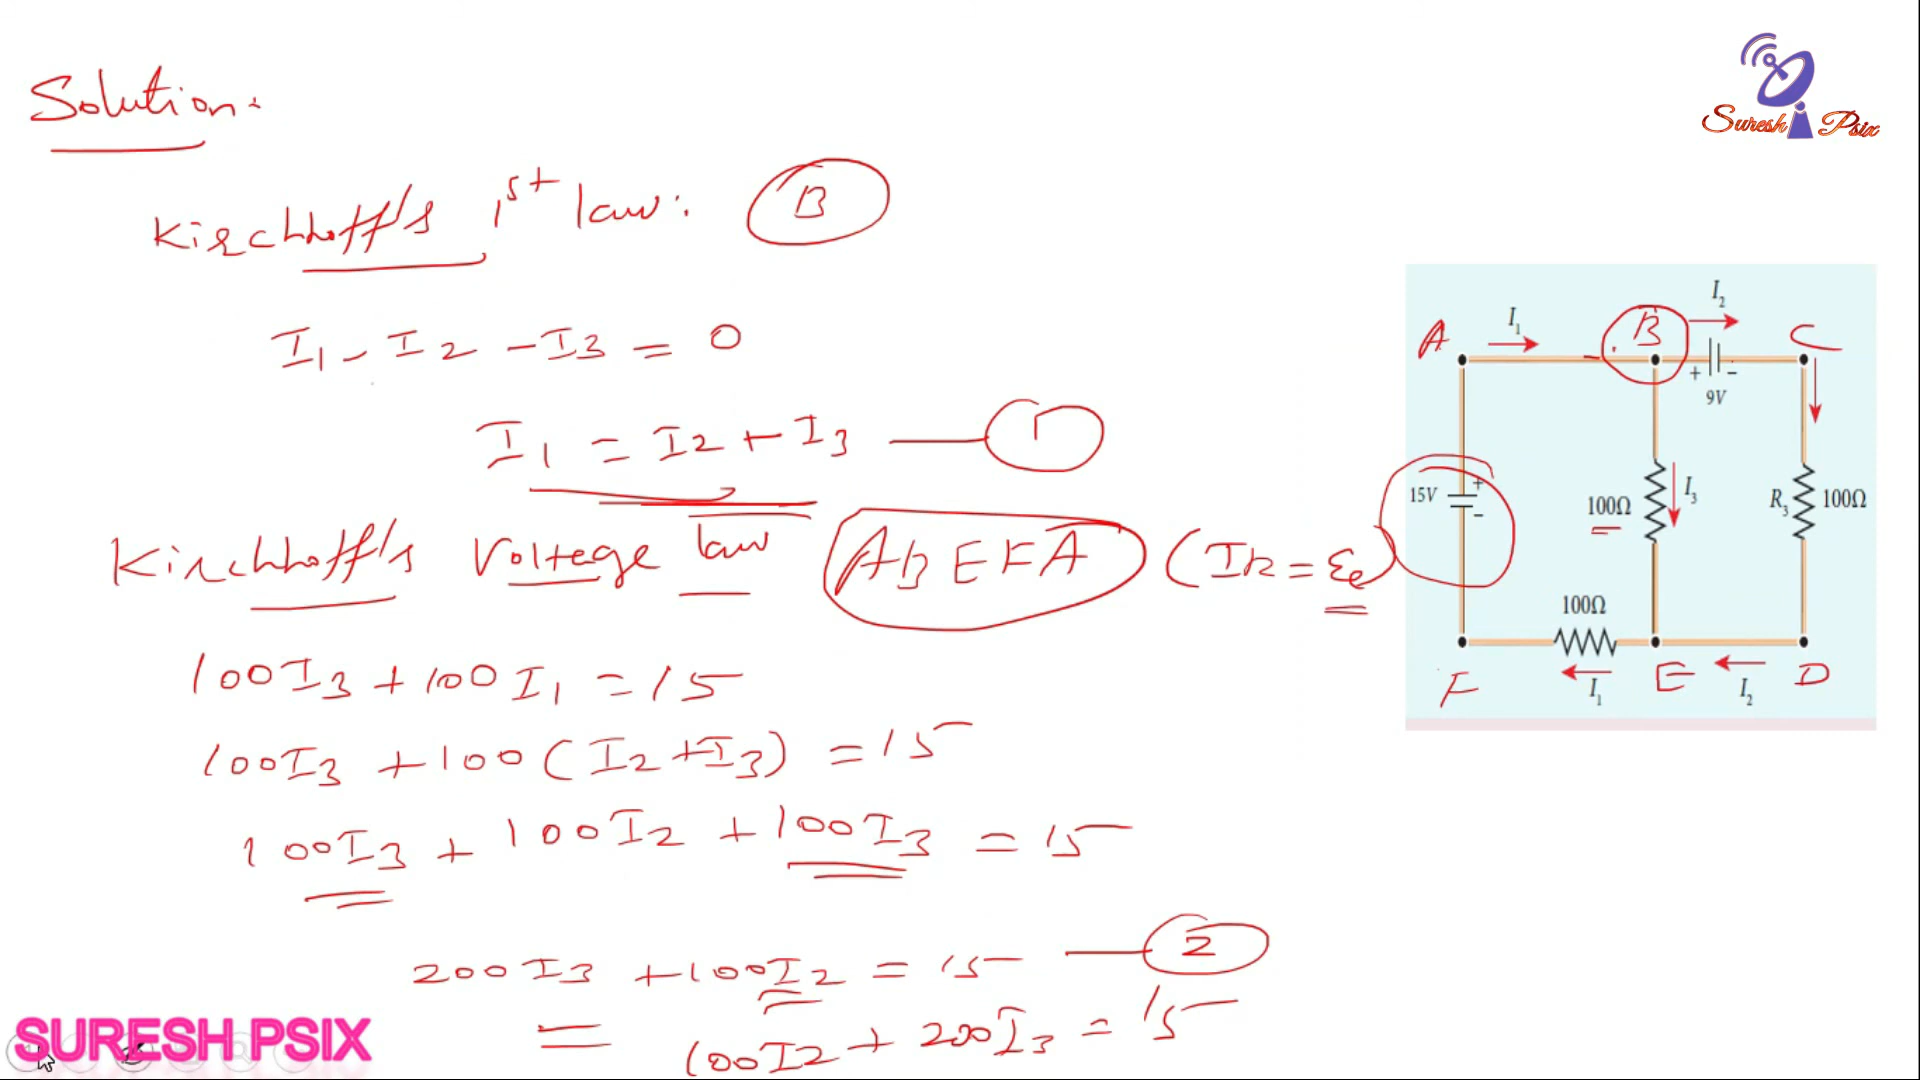 Solution:
Suresh Psix
Kirchhoff's 1st law: B
I1 - I2 - I3 = 0
I1 = I2 + I3 — 1
Kirchhoff's Voltage law ABEFA (IR = Ee)
100I3 + 100I1 = 15
100I3 + 100(I2+I3) = 15
100I3 + 100I2 + 100I3 = 15
200I3 + 100I2 = 15 — 2
= 100I2 + 200I3 = 15
A I1 B I2 C
+ -
9V
15V + -
100Ω I3
R3 100Ω
100Ω
F I1 E I2 D
SURESH PSIX